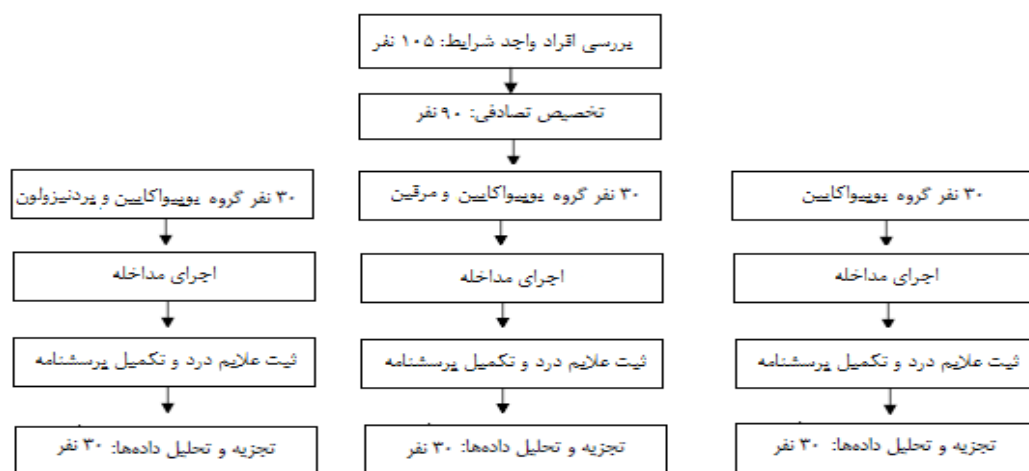 بررسی افراد واجد شرایط: ۱۰۵ نفر
تخصیص تصادفی: ۹۰ نفر
۳۰ نفر گروه بوپیواکایین
۳۰ نفر گروه بوپیواکایین و مرفین
۳۰ نفر گروه بوپیواکایین و پردنیزولون
اجرای مداخله
اجرای مداخله
اجرای مداخله
ثبت علایم درد و تکمیل پرسشنامه
ثبت علایم درد و تکمیل پرسشنامه
ثبت علایم درد و تکمیل پرسشنامه
تجزیه و تحلیل داده‌ها: ۳۰ نفر
تجزیه و تحلیل داده‌ها: ۳۰ نفر
تجزیه و تحلیل داده‌ها: ۳۰ نفر